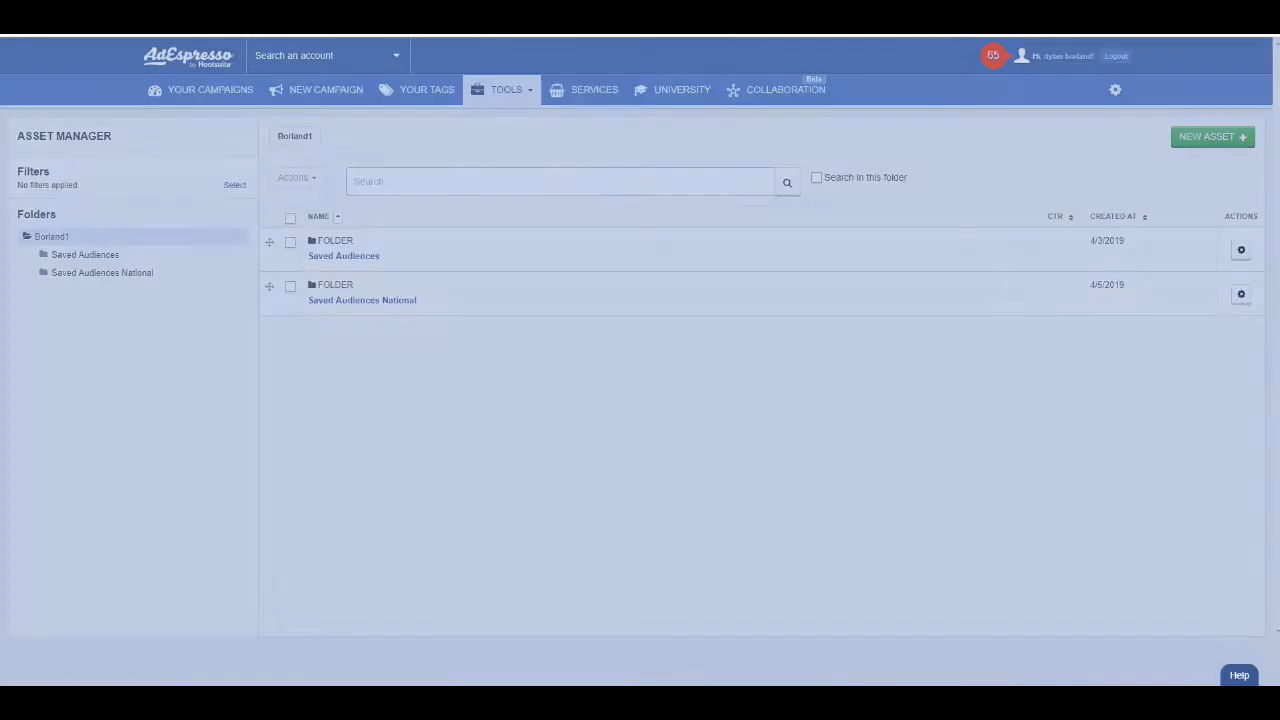 AdEspresso
by Hootsuite
Search an account
65
Hi, dylan borland!
Logout
YOUR CAMPAIGNS
NEW CAMPAIGN
YOUR TAGS
TOOLS
SERVICES
UNIVERSITY
COLLABORATION
Beta
ASSET MANAGER
Filters
No filters applied
Select
Folders
Borland1
Saved Audiences
Saved Audiences National
Borland1
NEW ASSET +
Actions
Search...
Search in this folder
NAME
CTR
CREATED AT
ACTIONS
FOLDER
4/3/2019
Saved Audiences
FOLDER
4/5/2019
Saved Audiences National
Help